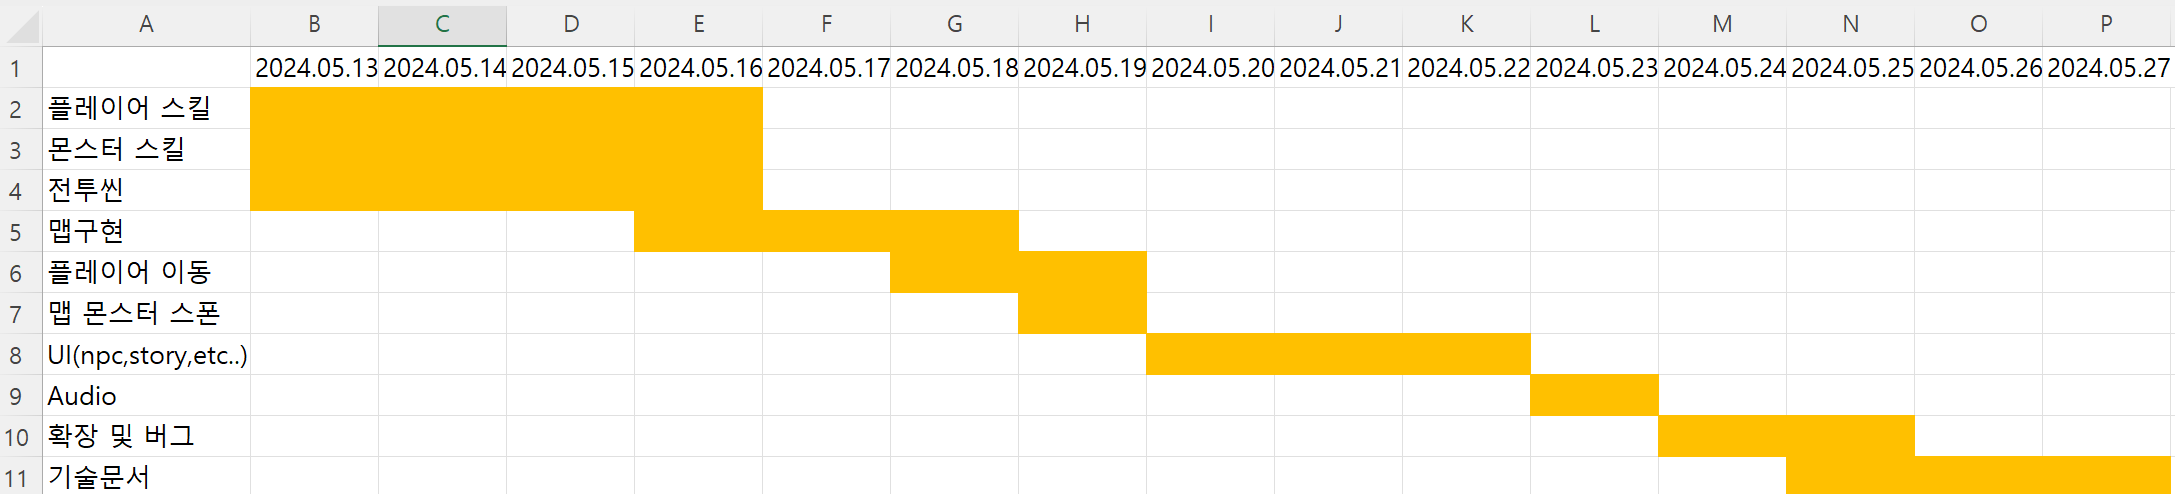 A B C D E F G H I J K L M N O P
1 2024.05.13 2024.05.14 2024.05.15 2024.05.16 2024.05.17 2024.05.18 2024.05.19 2024.05.20 2024.05.21 2024.05.22 2024.05.23 2024.05.24 2024.05.25 2024.05.26 2024.05.27
2 플레이어 스킬
3 몬스터 스킬
4 전투씬
5 맵구현
6 플레이어 이동
7 맵 몬스터 스폰
8 UI(npc,story,etc..)
9 Audio
10 확장 및 버그
11 기술문서